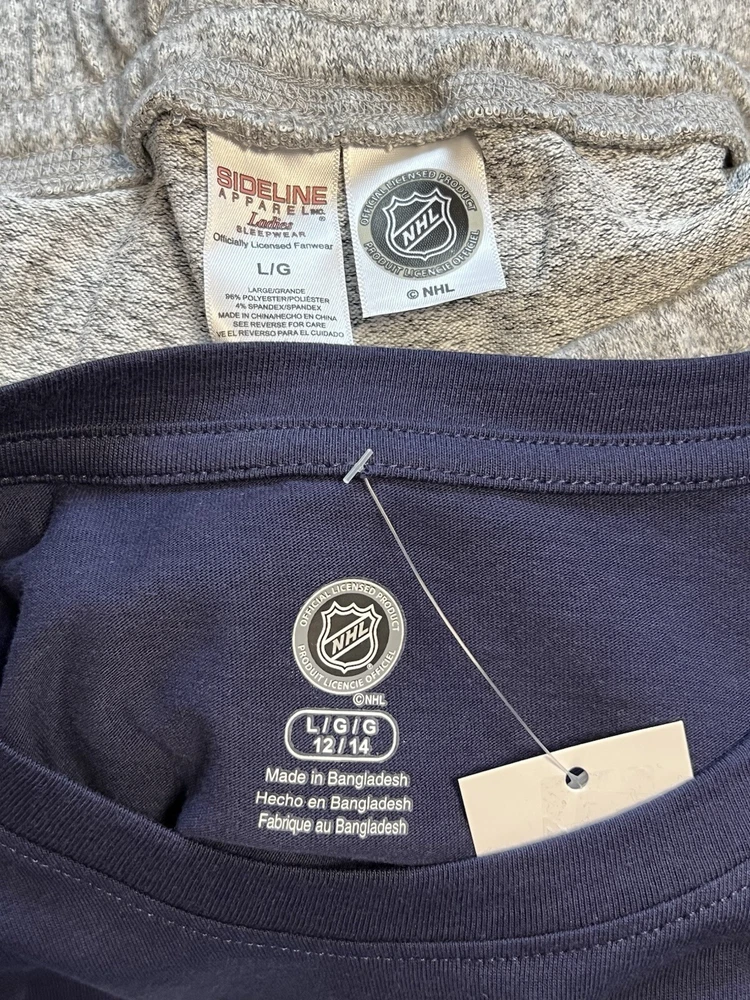 SIDELINE
APPAREL INC.
®
Ladies
SLEEPWEAR
Officially Licensed Fanwear
L/G
LARGE/GRANDE
96% POLYESTER/POLIÉSTER
4% SPANDEX/SPANDEX
MADE IN CHINA/HECHO EN CHINA
SEE REVERSE FOR CARE
VE EL REVERSO PARA EL CUIDADO
OFFICIAL LICENSED PRODUCT
NHL
PRODUIT LICENCIÉ OFFICIEL
© NHL
OFFICIAL LICENSED PRODUCT
NHL
®
PRODUIT LICENCIÉ OFFICIEL
©NHL
L/G/G
12/14
Made in Bangladesh
Hecho en Bangladesh
Fabrique au Bangladesh